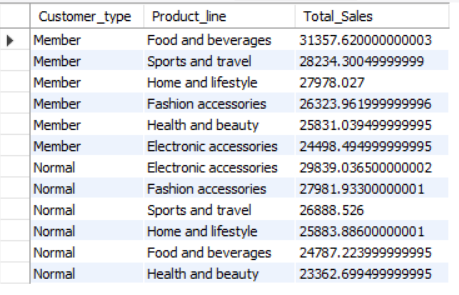 Customer_type Product_line Total_Sales
Member Food and beverages 31357.620000000003
Member Sports and travel 28234.30049999999
Member Home and lifestyle 27978.027
Member Fashion accessories 26323.961999999996
Member Health and beauty 25831.039499999995
Member Electronic accessories 24498.494999999995
Normal Electronic accessories 29839.036500000002
Normal Fashion accessories 27981.93300000001
Normal Sports and travel 26888.526
Normal Home and lifestyle 25883.88600000001
Normal Food and beverages 24787.223999999995
Normal Health and beauty 23362.699499999995